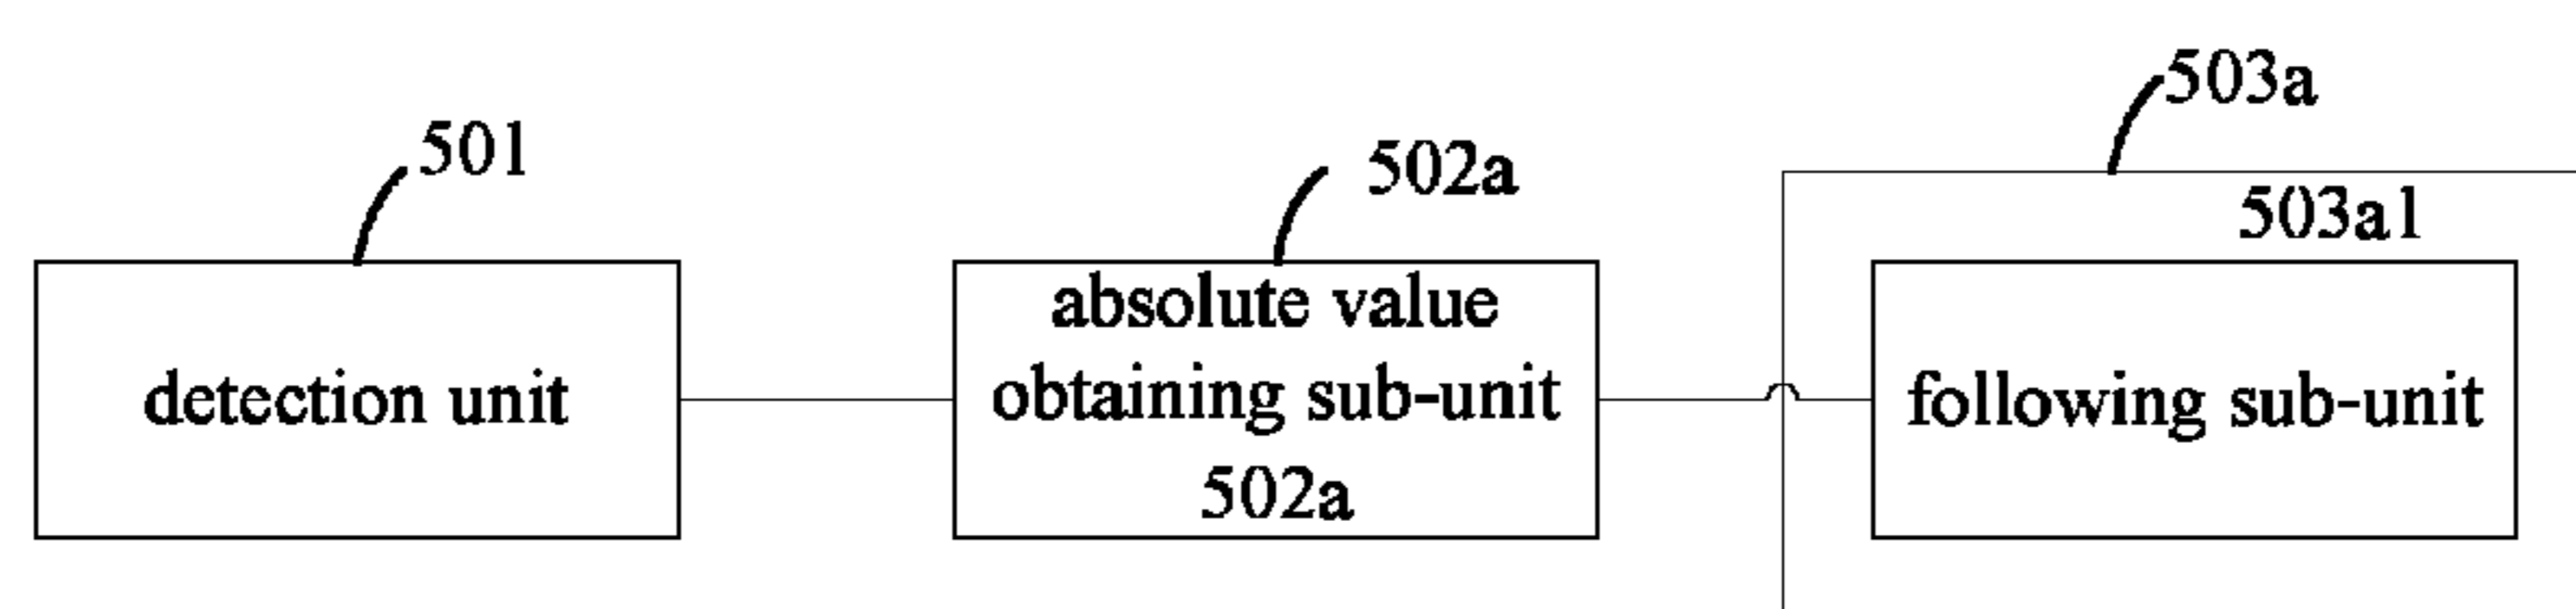 501
502a
503a
503a1
detection unit
absolute value
obtaining sub-unit
502a
following sub-unit